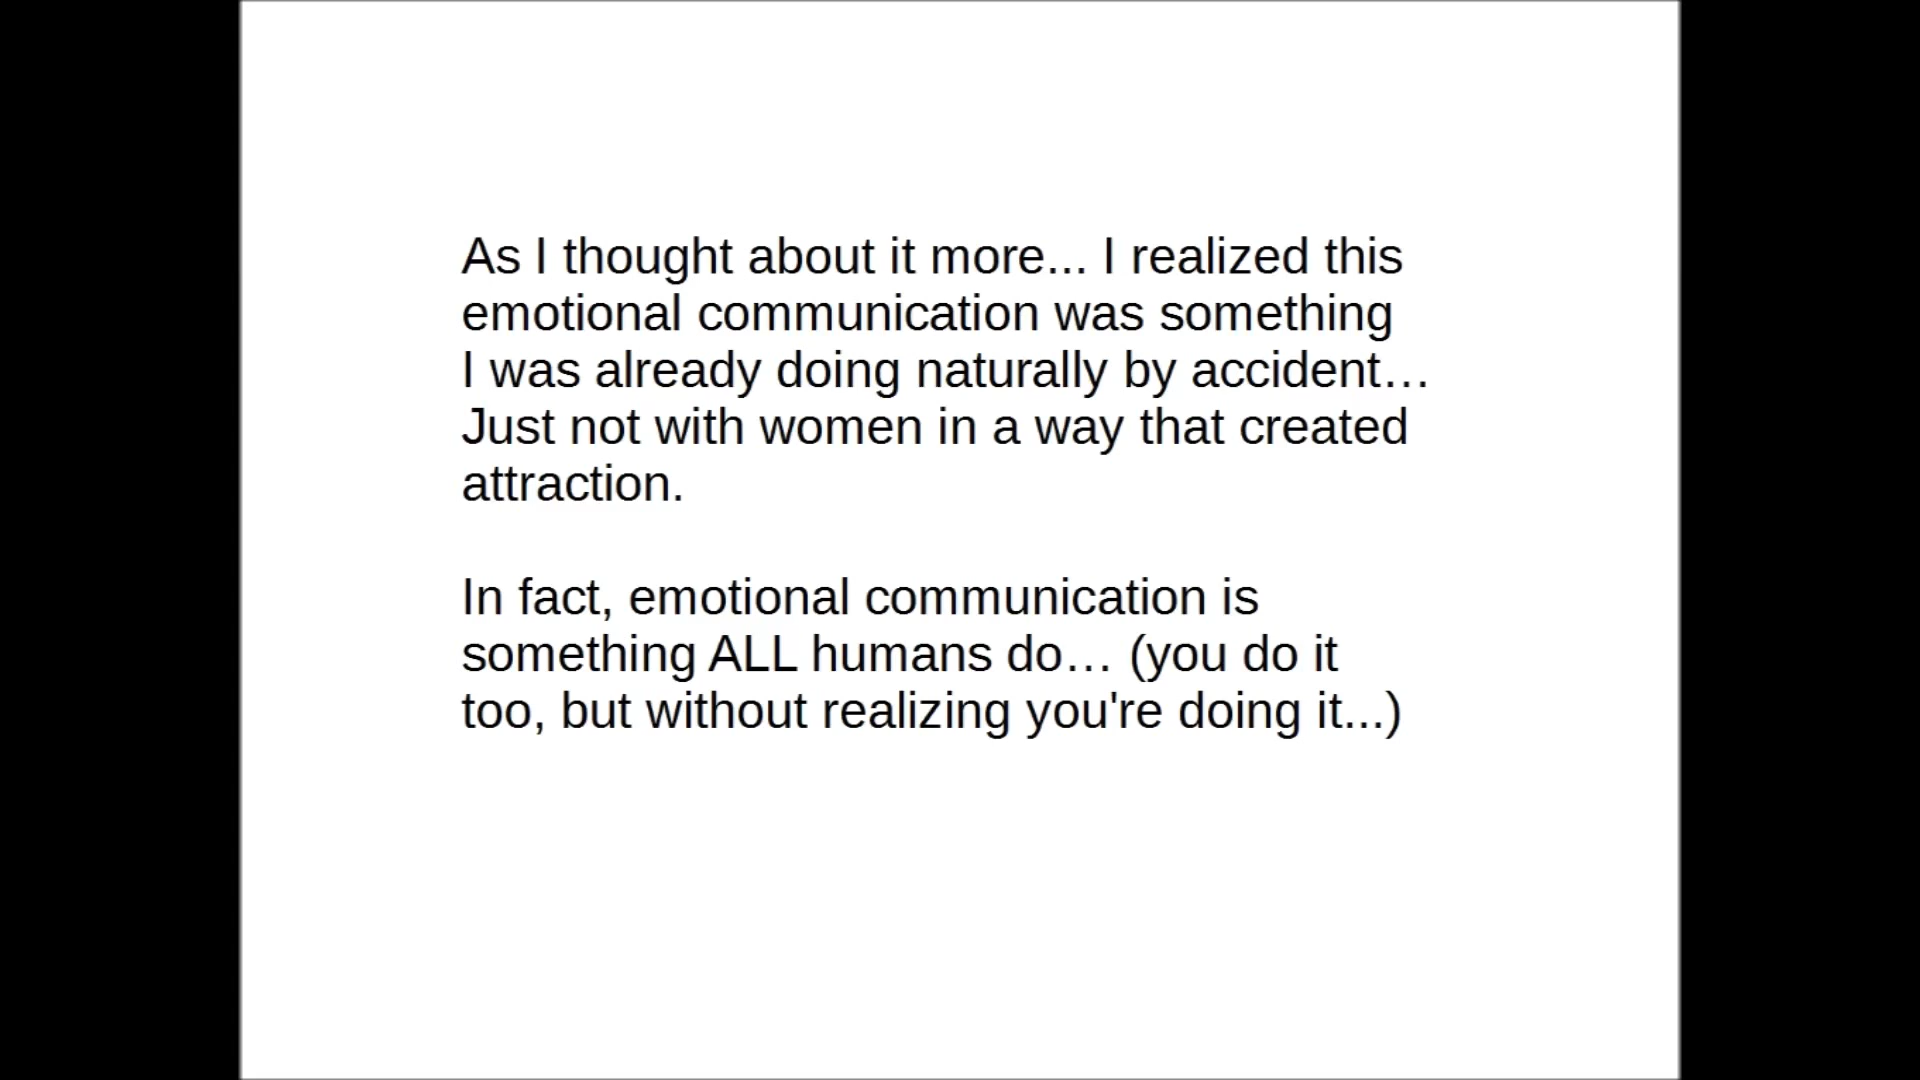 As I thought about it more... I realized this
emotional communication was something
I was already doing naturally by accident…
Just not with women in a way that created
attraction.
In fact, emotional communication is
something ALL humans do… (you do it
too, but without realizing you're doing it...)